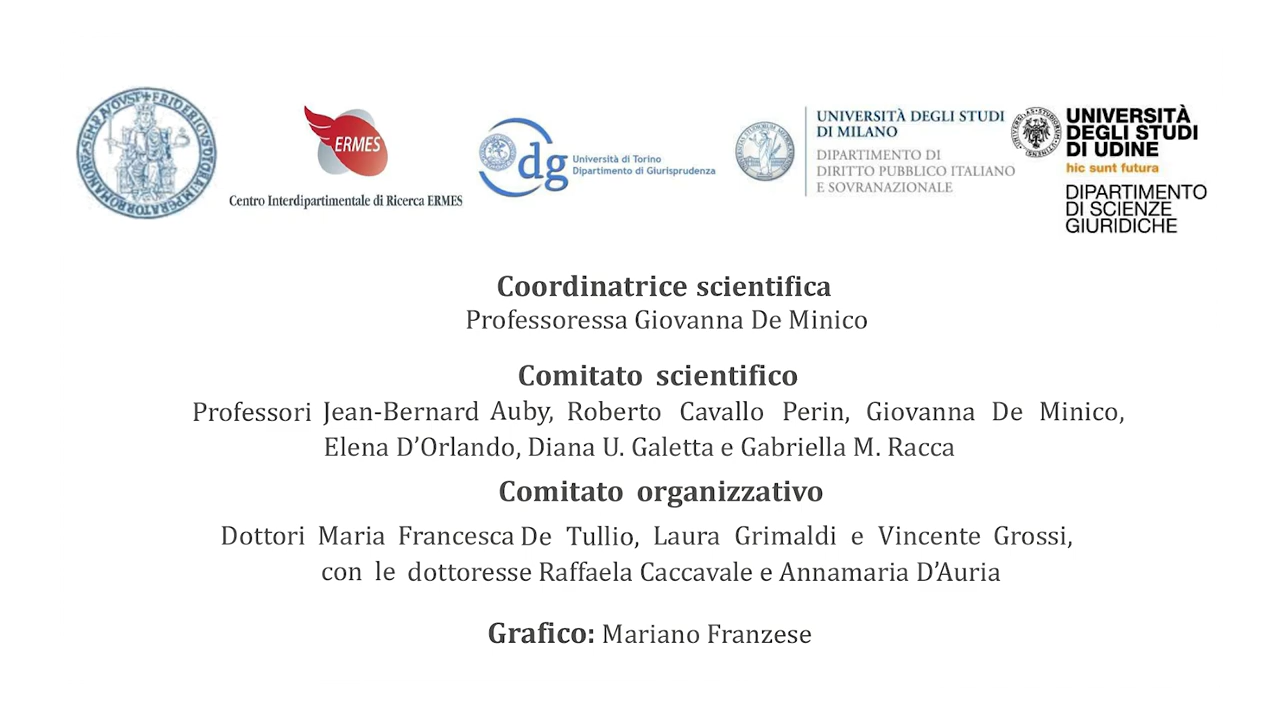 ERMES
Centro Interdipartimentale di Ricerca ERMES
dg
Università di Torino
Dipartimento di Giurisprudenza
UNIVERSITÀ DEGLI STUDI
DI MILANO
DIPARTIMENTO DI
DIRITTO PUBBLICO ITALIANO
E SOVRANAZIONALE
UNIVERSITÀ
DEGLI STUDI
DI UDINE
hic sunt futura
DIPARTIMENTO
DI SCIENZE
GIURIDICHE
Coordinatrice scientifica
Professoressa Giovanna De Minico
Comitato scientifico
Professori Jean-Bernard Auby, Roberto Cavallo Perin, Giovanna De Minico,
Elena D’Orlando, Diana U. Galetta e Gabriella M. Racca
Comitato organizzativo
Dottori Maria Francesca De Tullio, Laura Grimaldi e Vincente Grossi,
con le dottoresse Raffaela Caccavale e Annamaria D’Auria
Grafico: Mariano Franzese